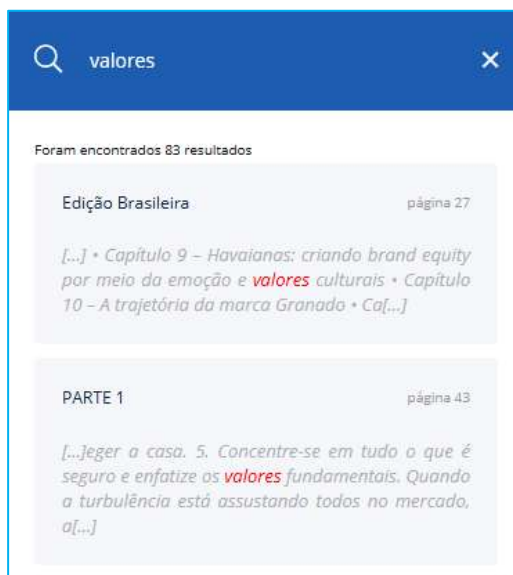 valores
Foram encontrados 83 resultados
Edição Brasileira página 27
[...] • Capítulo 9 – Havaianas: criando brand equity
por meio da emoção e valores culturais • Capítulo
10 – A trajetória da marca Granado • Ca[...]
PARTE 1 página 43
[...]eger a casa. 5. Concentre-se em tudo o que é
seguro e enfatize os valores fundamentais. Quando
a turbulência está assustando todos no mercado,
a[...]